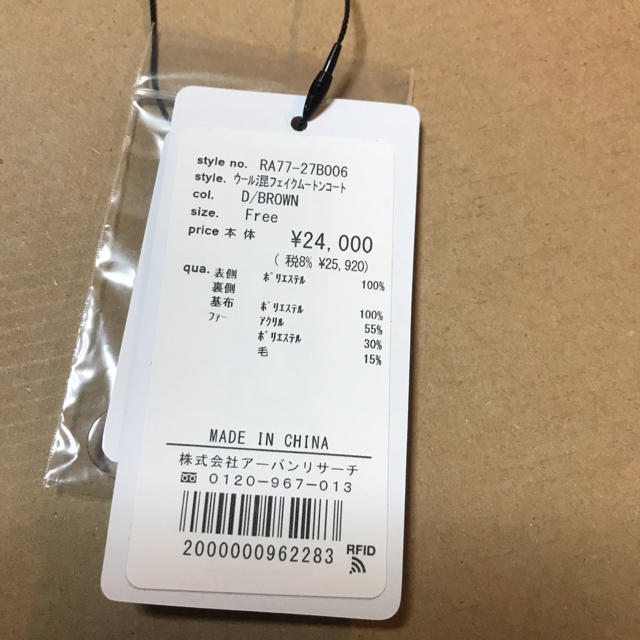 style no. RA77-27B006
style. ｳｰﾙ混ﾌｪｲｸﾑｰﾄﾝｺｰﾄ
col. D/BROWN
size. Free
price 本体 ¥24,000
( 税8% ¥25,920)
qua. 表側 ﾎﾟﾘｴｽﾃﾙ 100%
裏側
基布 ﾎﾟﾘｴｽﾃﾙ 100%
ﾌｧｰ ｱｸﾘﾙ 55%
ﾎﾟﾘｴｽﾃﾙ 30%
毛 15%
MADE IN CHINA
株式会社アーバンリサーチ
0120-967-013
2000000962283
RFID